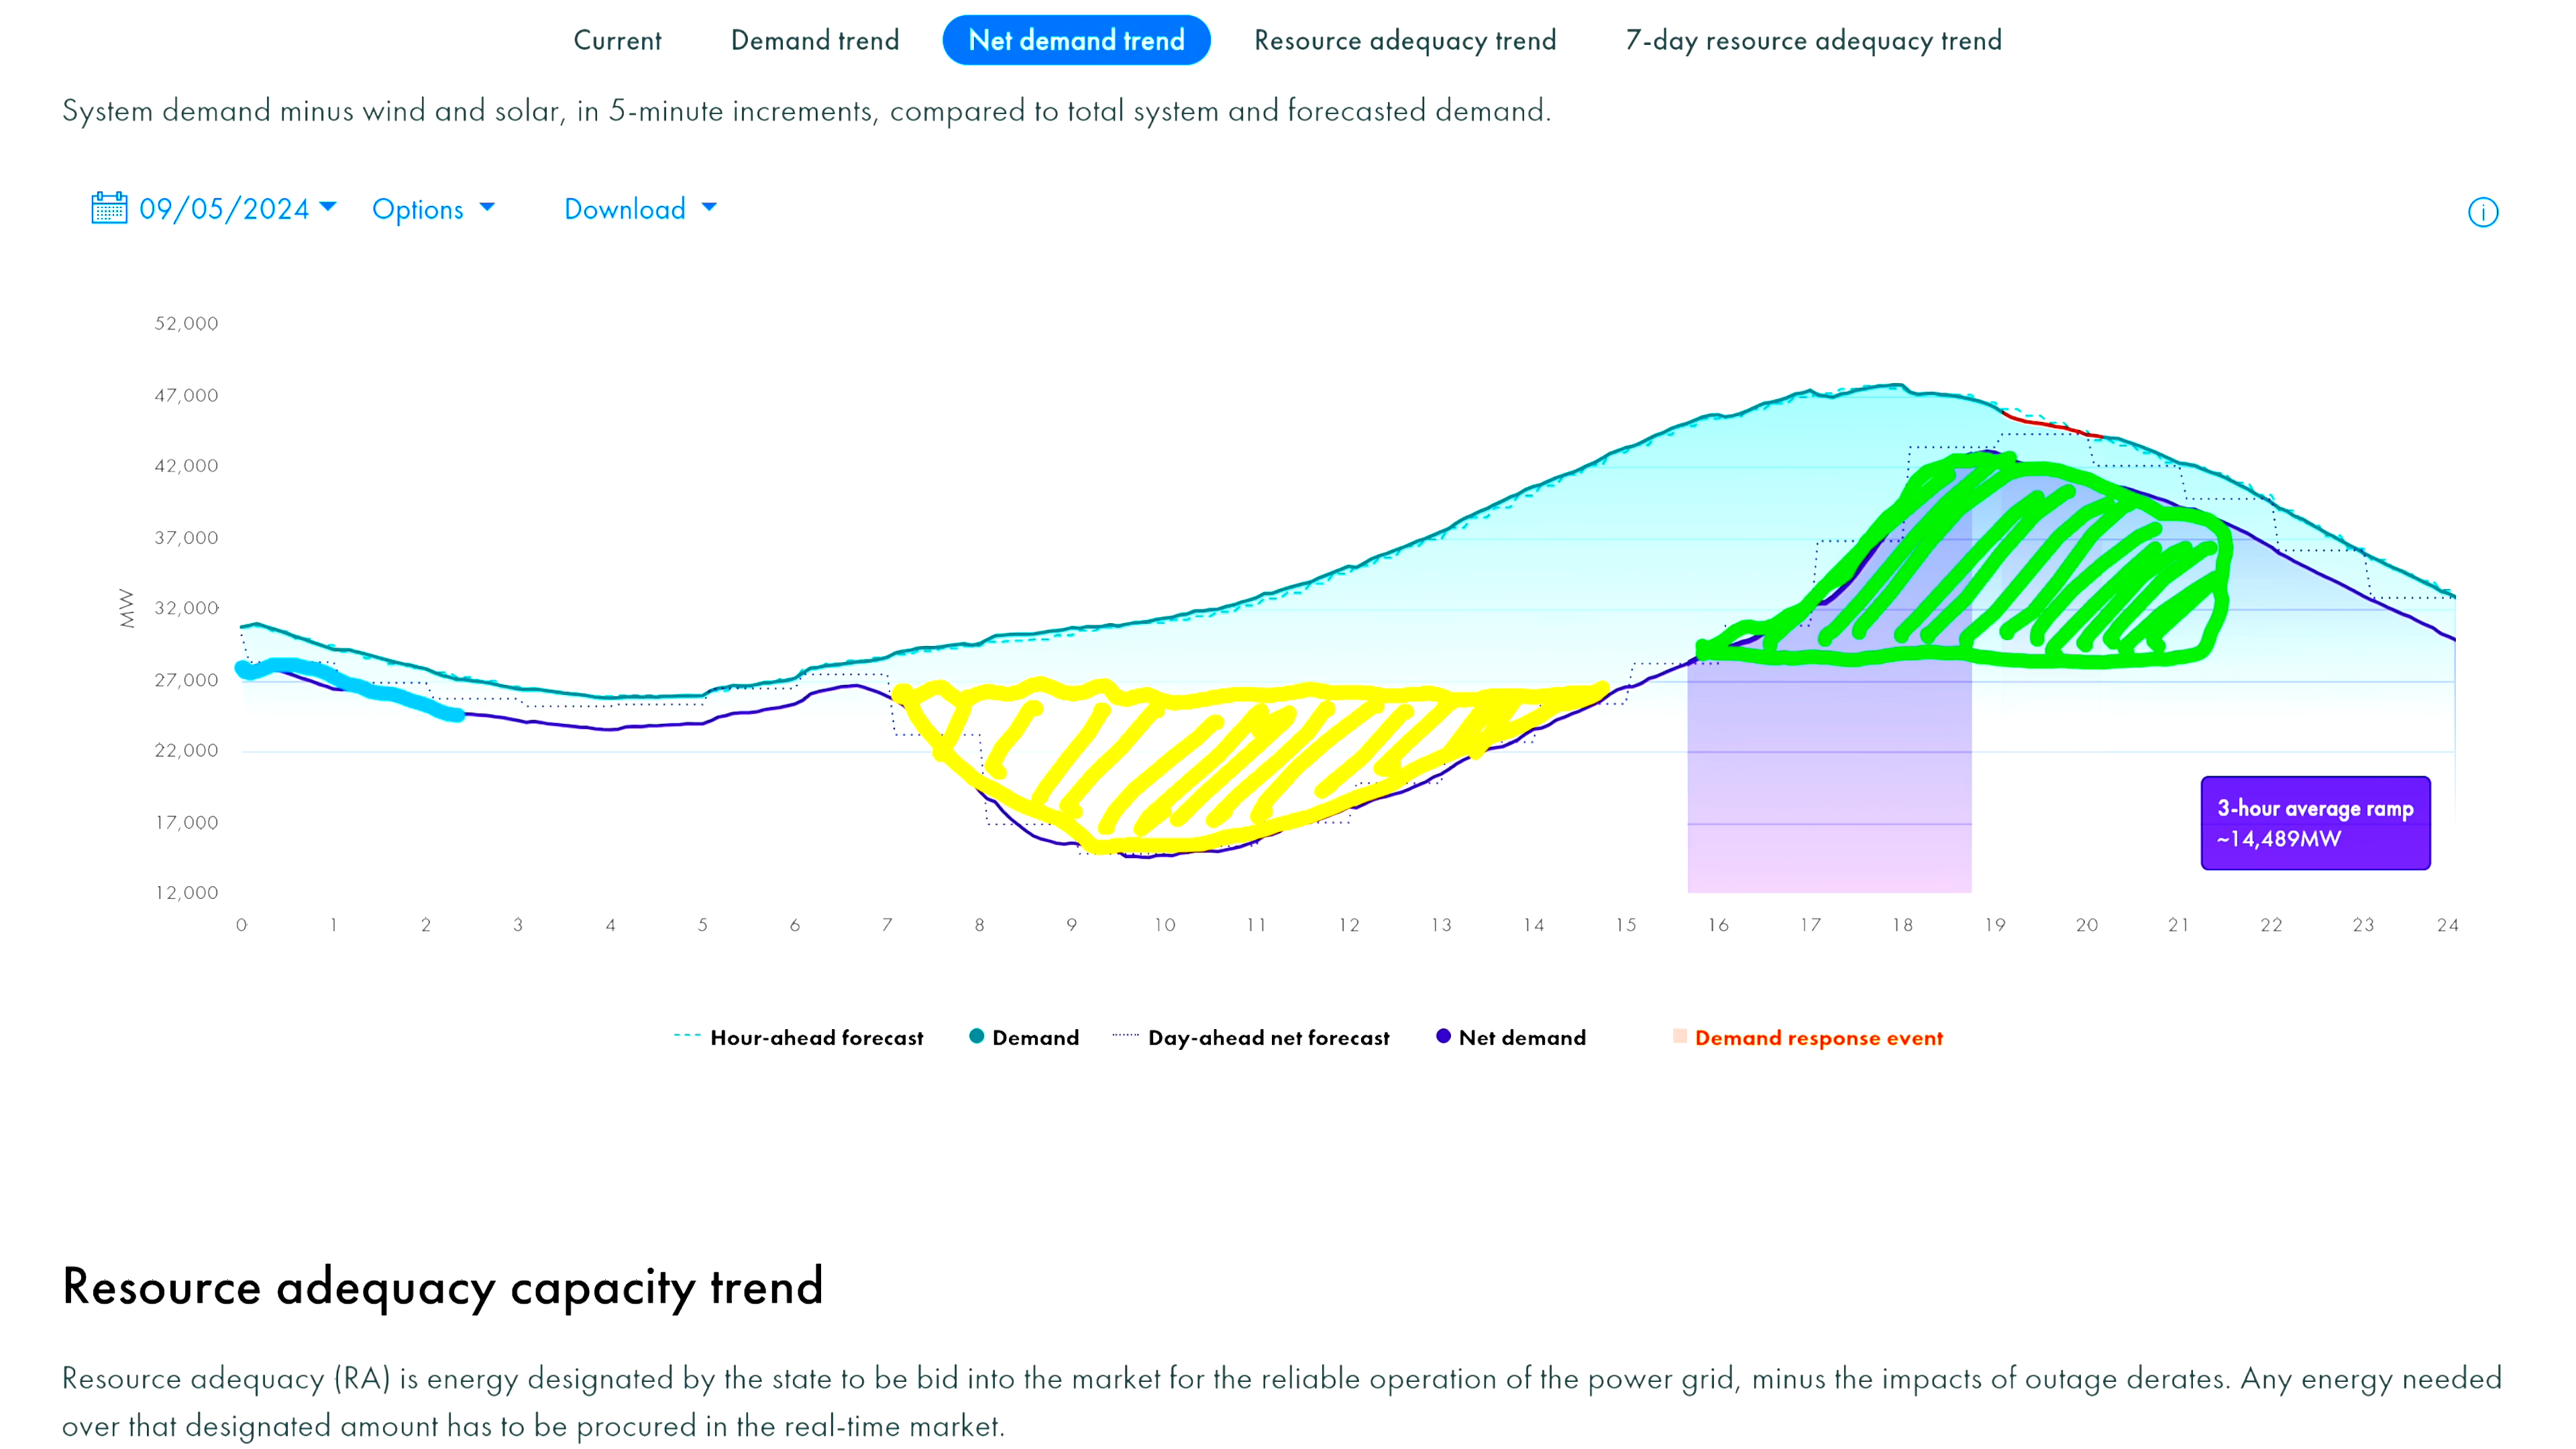 Current Demand trend Net demand trend Resource adequacy trend 7-day resource adequacy trend
System demand minus wind and solar, in 5-minute increments, compared to total system and forecasted demand.
09/05/2024 Options Download
52,000
47,000
42,000
37,000
32,000
27,000
22,000
17,000
12,000
MW
3-hour average ramp
~14,489MW
0 1 2 3 4 5 6 7 8 9 10 11 12 13 14 15 16 17 18 19 20 21 22 23 24
Hour-ahead forecast Demand Day-ahead net forecast Net demand Demand response event
Resource adequacy capacity trend
Resource adequacy (RA) is energy designated by the state to be bid into the market for the reliable operation of the power grid, minus the impacts of outage derates. Any energy needed
over that designated amount has to be procured in the real-time market.